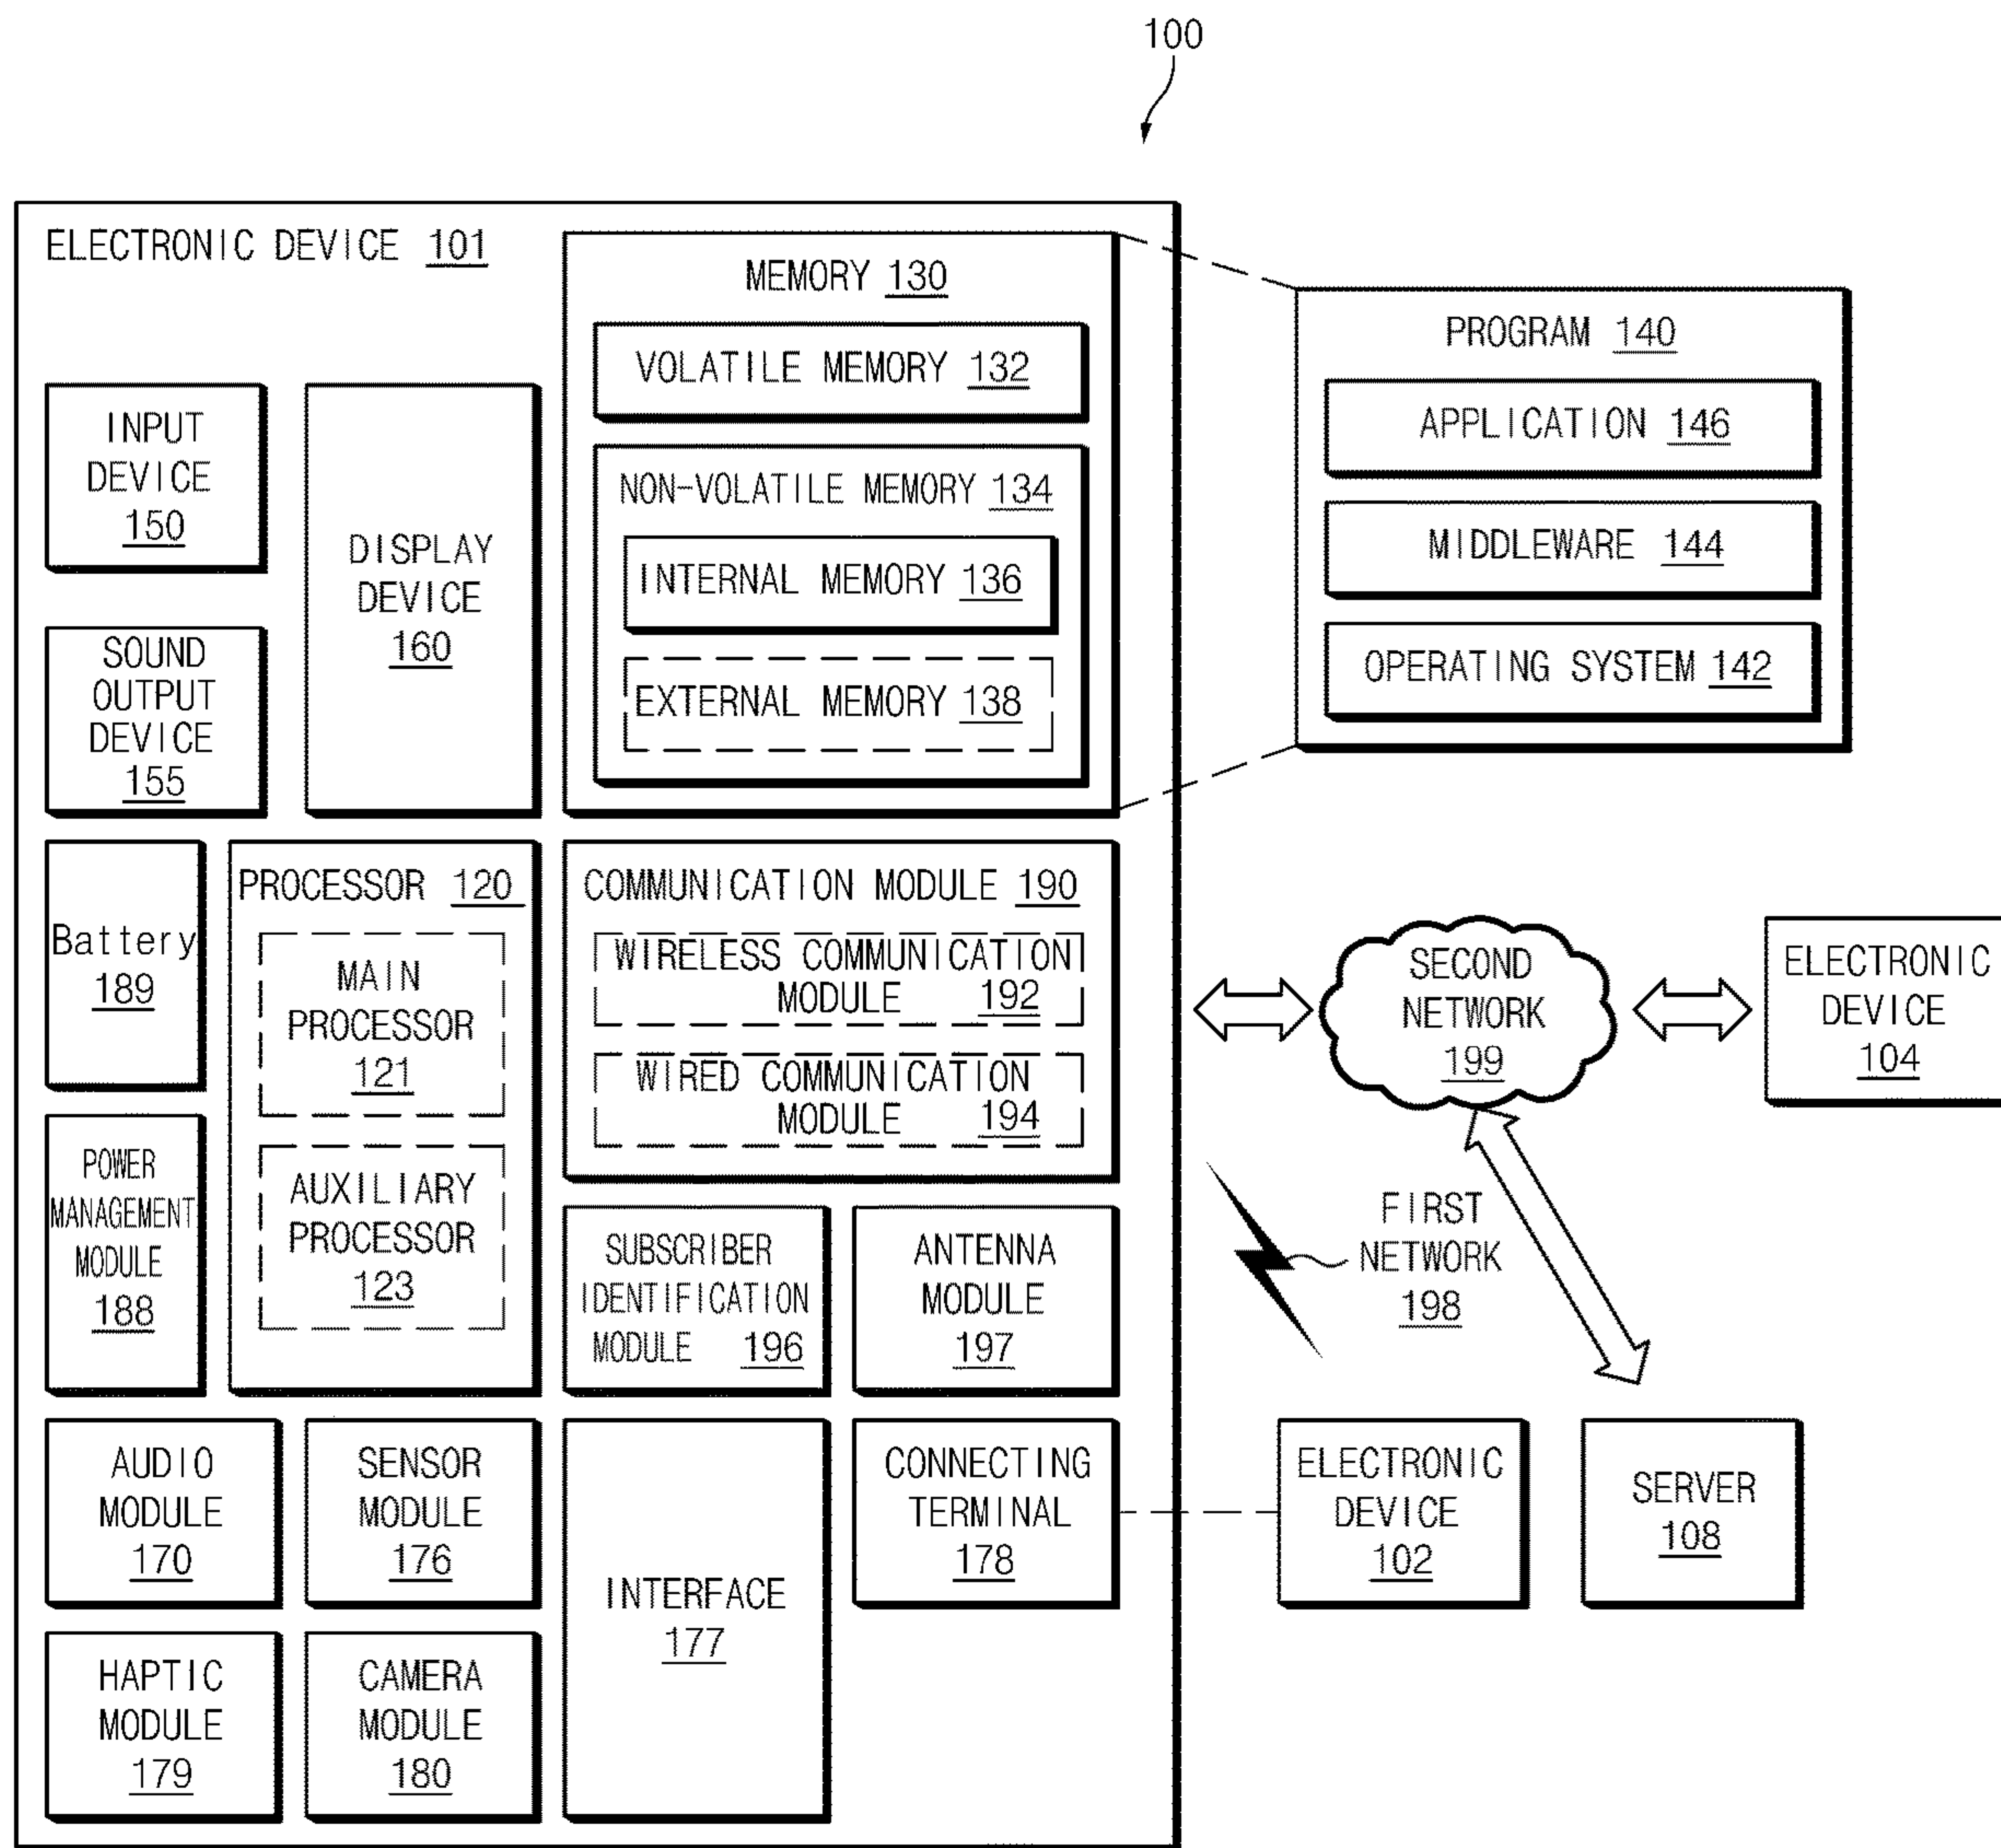 100
ELECTRONIC DEVICE 101
MEMORY 130
VOLATILE MEMORY 132
NON-VOLATILE MEMORY 134
INTERNAL MEMORY 136
EXTERNAL MEMORY 138
PROGRAM 140
APPLICATION 146
MIDDLEWARE 144
OPERATING SYSTEM 142
INPUT
DEVICE
150
SOUND
OUTPUT
DEVICE
155
DISPLAY
DEVICE
160
Battery
189
POWER
MANAGEMENT
MODULE
188
PROCESSOR 120
MAIN
PROCESSOR
121
AUXILIARY
PROCESSOR
123
COMMUNICATION MODULE 190
WIRELESS COMMUNICATION
MODULE 192
WIRED COMMUNICATION
MODULE 194
SUBSCRIBER
IDENTIFICATION
MODULE 196
ANTENNA
MODULE
197
SECOND
NETWORK
199
ELECTRONIC
DEVICE
104
FIRST
NETWORK
198
AUDIO
MODULE
170
SENSOR
MODULE
176
INTERFACE
177
CONNECTING
TERMINAL
178
ELECTRONIC
DEVICE
102
SERVER
108
HAPTIC
MODULE
179
CAMERA
MODULE
180